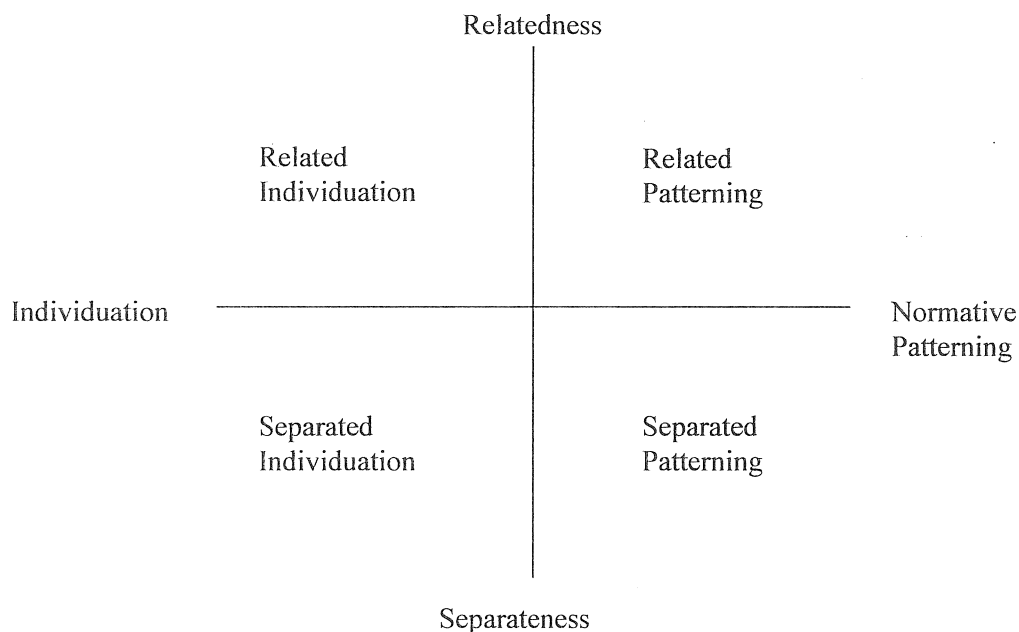 Relatedness
Related
Individuation
Related
Patterning
Individuation
Normative
Patterning
Separated
Individuation
Separated
Patterning
Separateness